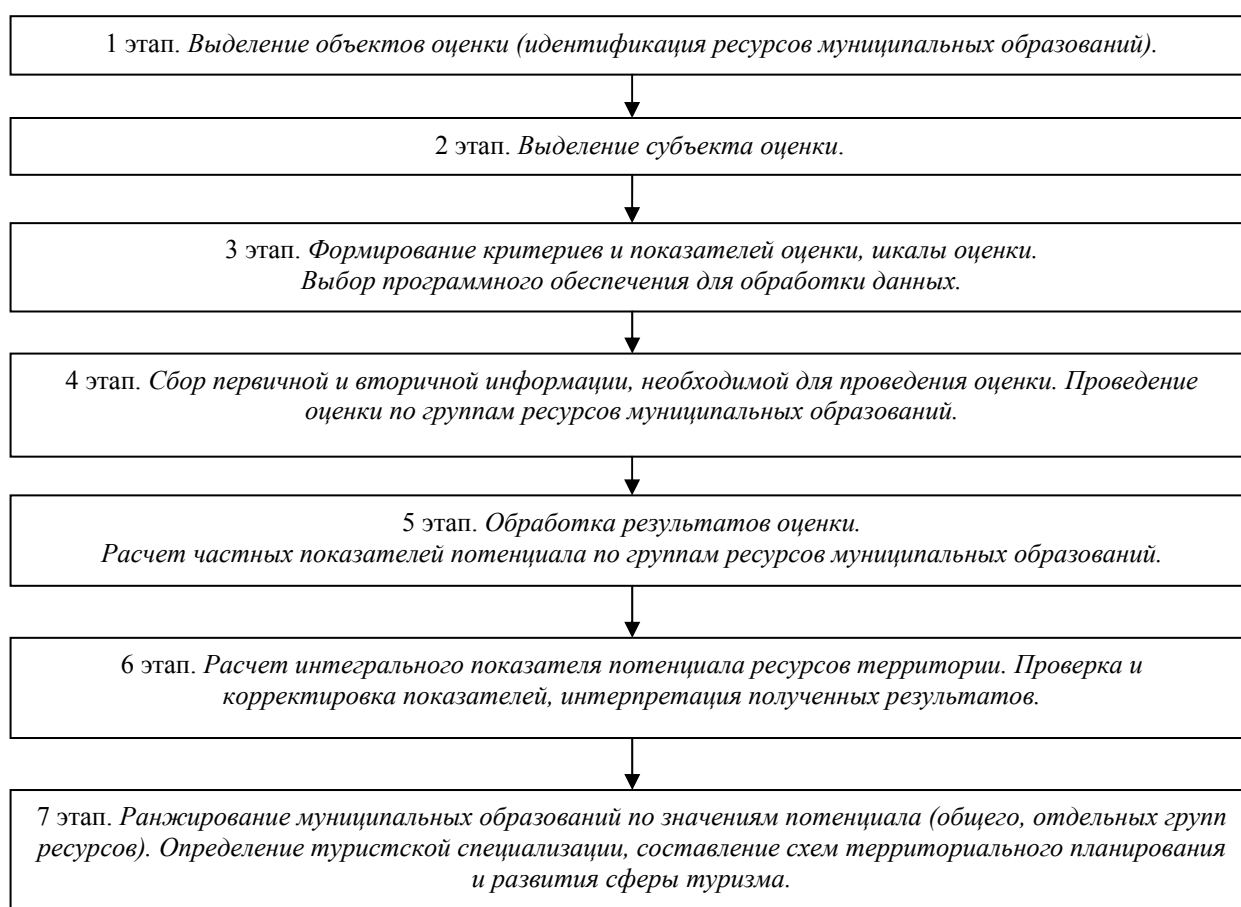 1 этап. Выделение объектов оценки (идентификация ресурсов муниципальных образований).
2 этап. Выделение субъекта оценки.
3 этап. Формирование критериев и показателей оценки, шкалы оценки.
Выбор программного обеспечения для обработки данных.
4 этап. Сбор первичной и вторичной информации, необходимой для проведения оценки. Проведение
оценки по группам ресурсов муниципальных образований.
5 этап. Обработка результатов оценки.
Расчет частных показателей потенциала по группам ресурсов муниципальных образований.
6 этап. Расчет интегрального показателя потенциала ресурсов территории. Проверка и
корректировка показателей, интерпретация полученных результатов.
7 этап. Ранжирование муниципальных образований по значениям потенциала (общего, отдельных групп
ресурсов). Определение туристской специализации, составление схем территориального планирования
и развития сферы туризма.